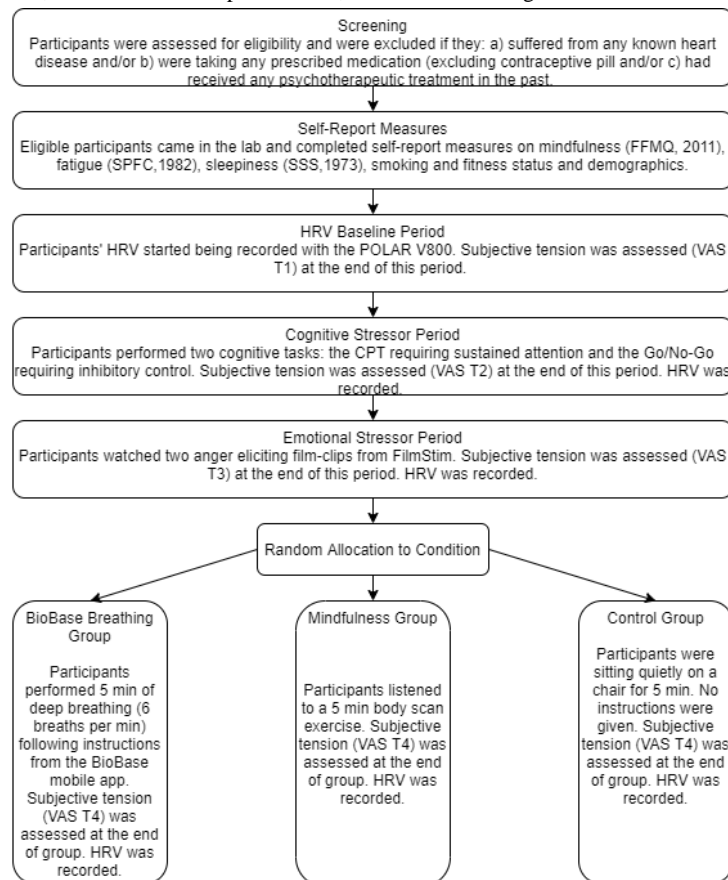 Screening
Participants were assessed for eligibility and were excluded if they: a) suffered from any known heart
disease and/or b) were taking any prescribed medication (excluding contraceptive pill and/or c) had
received any psychotherapeutic treatment in the past.
Self-Report Measures
Eligible participants came in the lab and completed self-report measures on mindfulness (FFMQ, 2011),
fatigue (SPFC,1982), sleepiness (SSS,1973), smoking and fitness status and demographics.
HRV Baseline Period
Participants' HRV started being recorded with the POLAR V800. Subjective tension was assessed (VAS
T1) at the end of this period.
Cognitive Stressor Period
Participants performed two cognitive tasks: the CPT requiring sustained attention and the Go/No-Go
requiring inhibitory control. Subjective tension was assessed (VAS T2) at the end of this period. HRV was
recorded.
Emotional Stressor Period
Participants watched two anger eliciting film-clips from FilmStim. Subjective tension was assessed (VAS
T3) at the end of this period. HRV was recorded.
Random Allocation to Condition
BioBase Breathing
Group
Participants
performed 5 min of
deep breathing (6
breaths per min)
following instructions
from the BioBase
mobile app.
Subjective tension
(VAS T4) was
assessed at the end
of group. HRV was
recorded.
Mindfulness Group
Participants listened
to a 5 min body scan
exercise. Subjective
tension (VAS T4) was
assessed at the end
of group. HRV was
recorded.
Control Group
Participants were
sitting quietly on a
chair for 5 min. No
instructions were
given. Subjective
tension (VAS T4) was
assessed at the end
of group. HRV was
recorded.